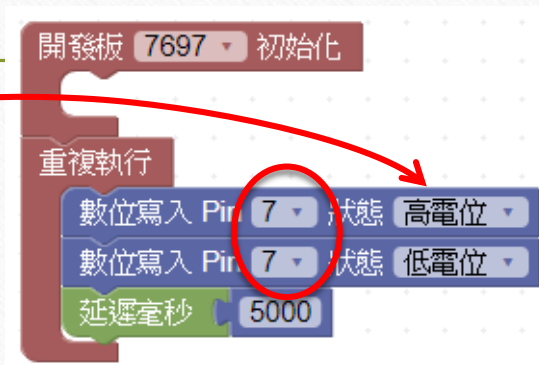 開發板 7697 初始化
重複執行
數位寫入 Pin 7 狀態 高電位
數位寫入 Pin 7 狀態 低電位
延遲毫秒 5000